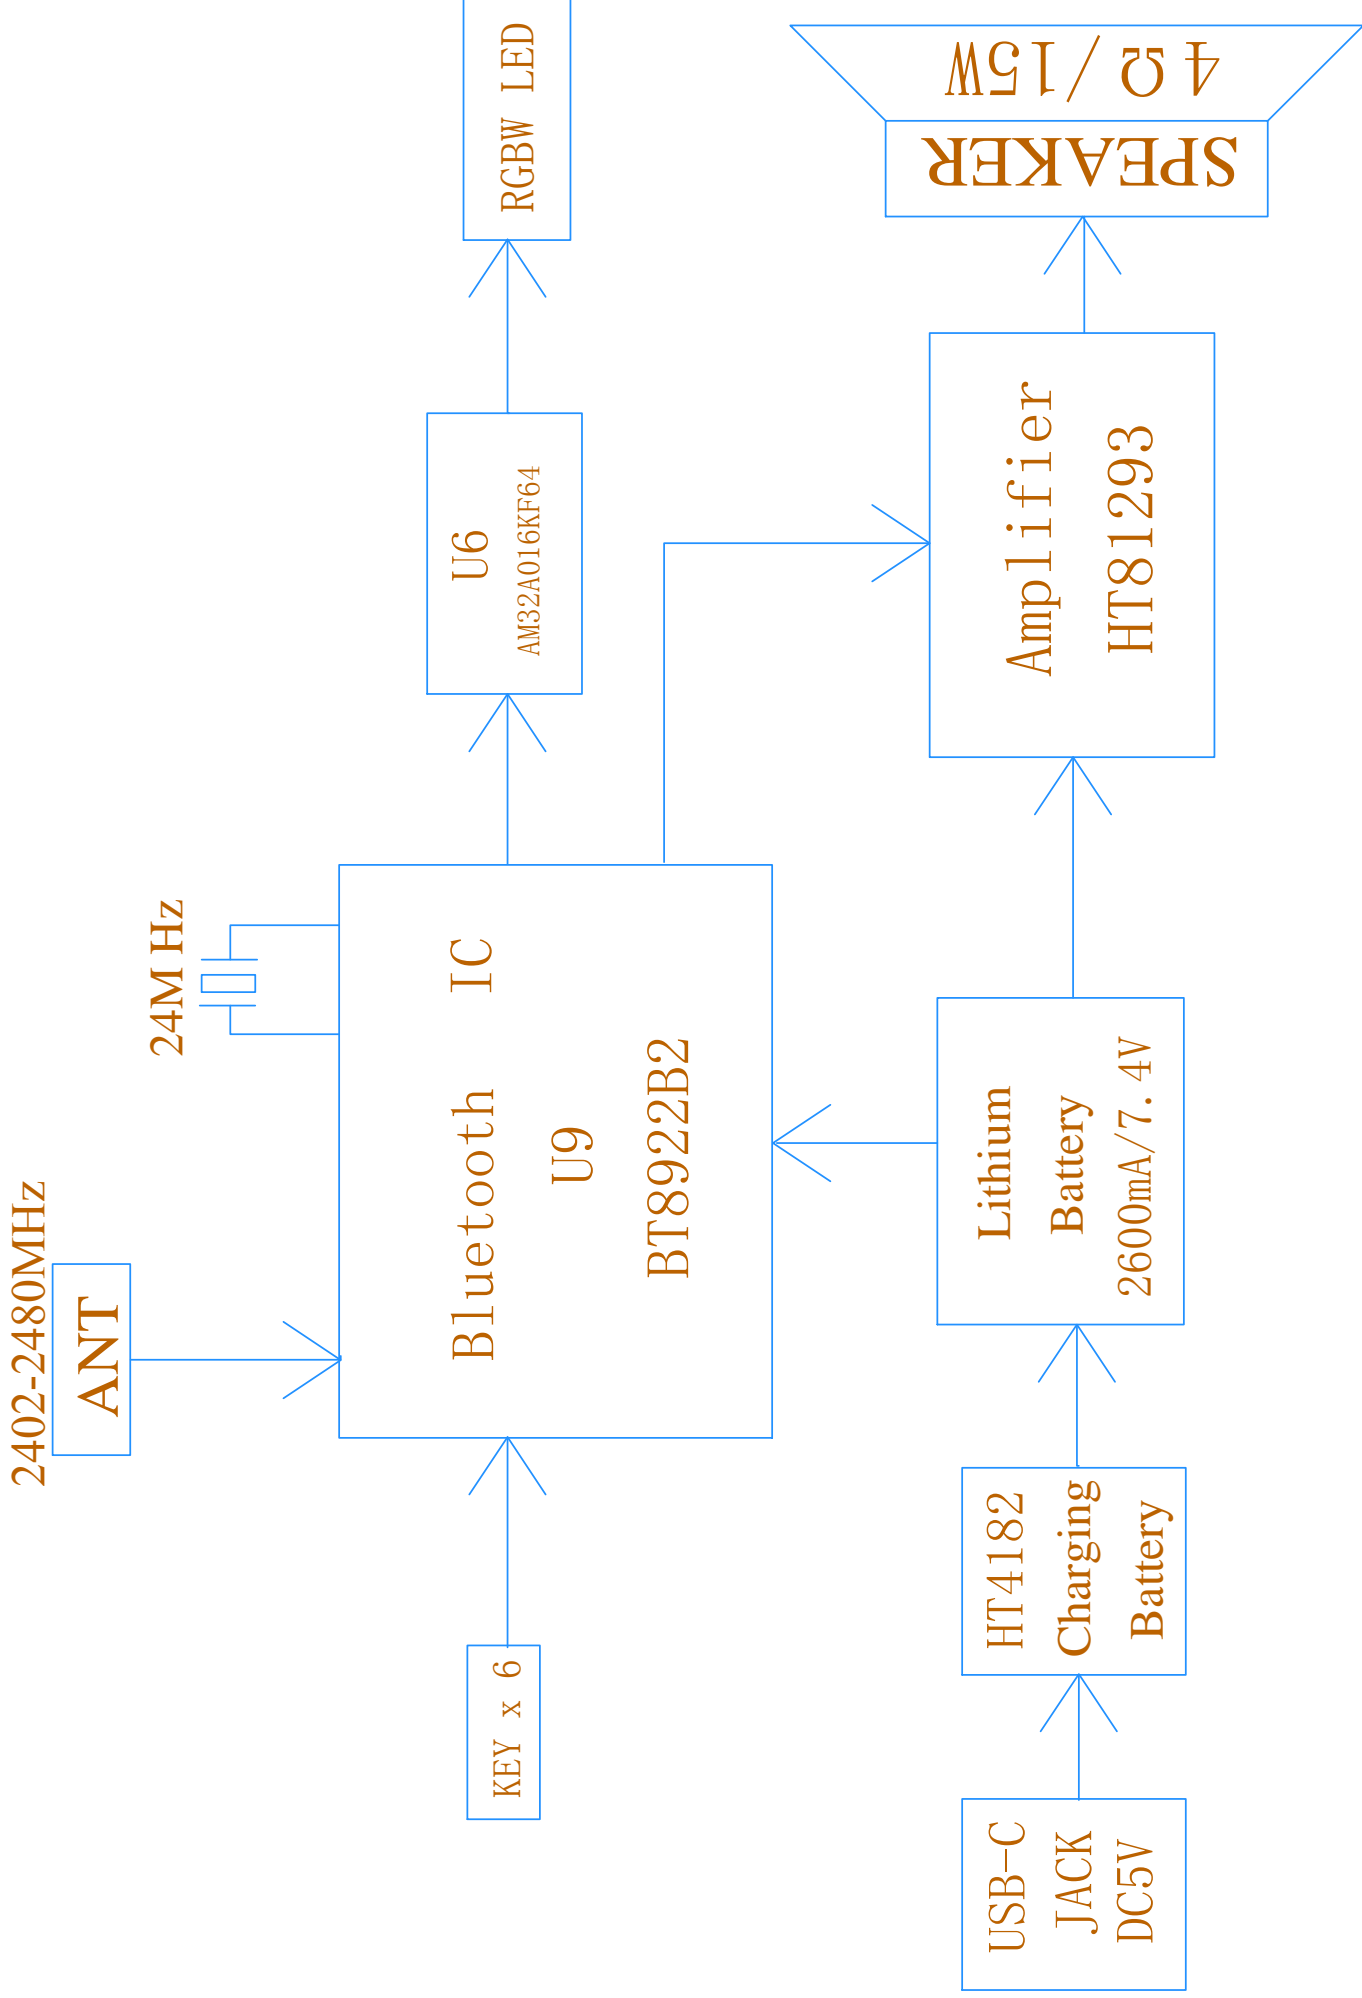 2402-2480MHz
ANT
24M Hz
KEY x 6
Bluetooth IC
U9
BT8922B2
U6
AM32A016KF64
RGBW LED
USB-C
JACK
DC5V
HT4182
Charging
Battery
Lithium
Battery
2600mA/7.4V
Amplifier
HT81293
SPEAKER
4Ω/15W